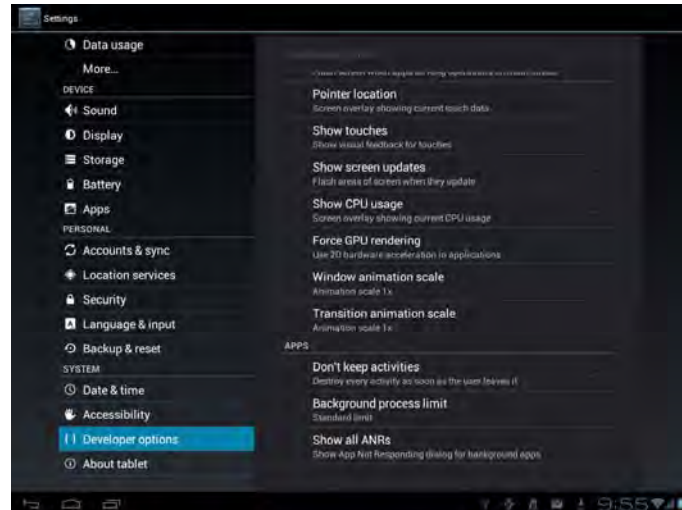 Settings
Data usage
More...
DEVICE
Sound
Display
Storage
Battery
Apps
PERSONAL
Accounts & sync
Location services
Security
Language & input
Backup & reset
SYSTEM
Date & time
Accessibility
Developer options
About tablet
Pointer location
Screen overlay showing current touch data
Show touches
Show visual feedback for touches
Show screen updates
Flash areas of screen when they update
Show CPU usage
Screen overlay showing current CPU usage
Force GPU rendering
Use 2D hardware acceleration in applications
Window animation scale
Animation scale 1x
Transition animation scale
Animation scale 1x
APPS
Don't keep activities
Destroy every activity as soon as the user leaves it
Background process limit
Standard limit
Show all ANRs
Show App Not Responding dialog for background apps
9:55